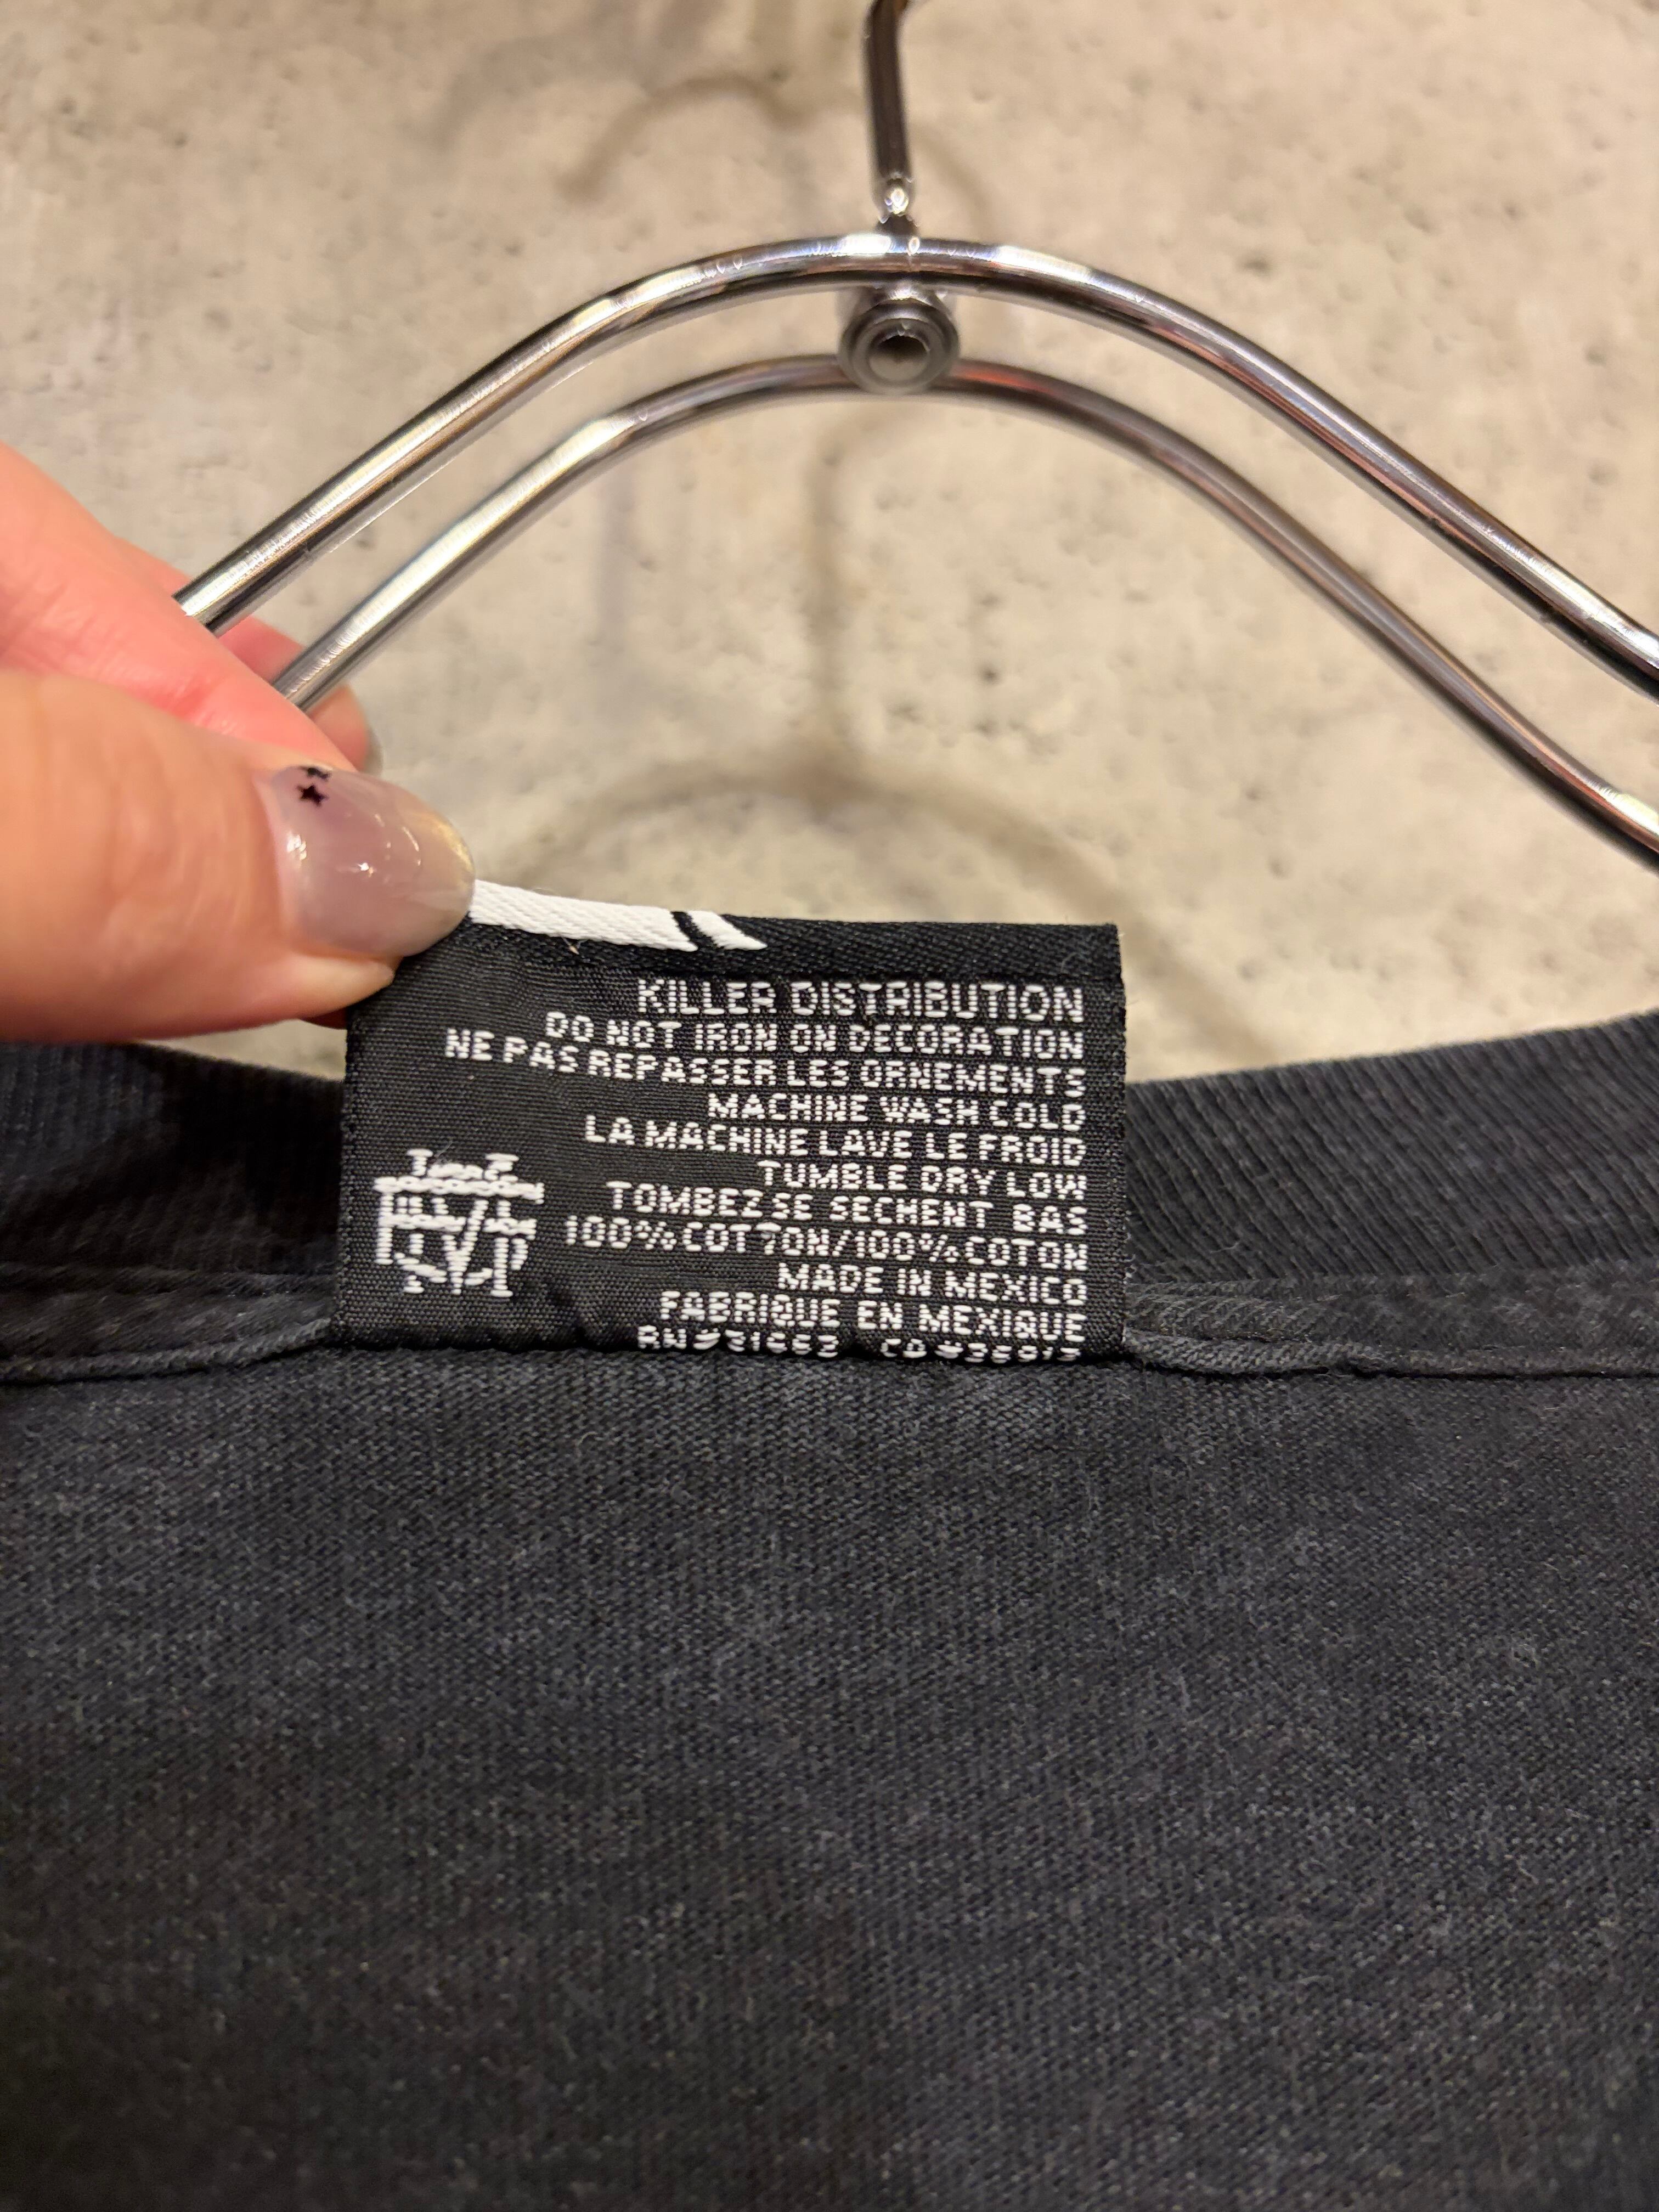 KILLER DISTRIBUTION
DO NOT IRON ON DECORATION
NE PAS REPASSER LES ORNEMENTS
MACHINE WASH COLD
LA MACHINE LAVE LE FROID
TUMBLE DRY LOW
TOMBEZ SE SECHENT BAS
100% COTTON/100% COTON
MADE IN MEXICO
FABRIQUE EN MEXIQUE